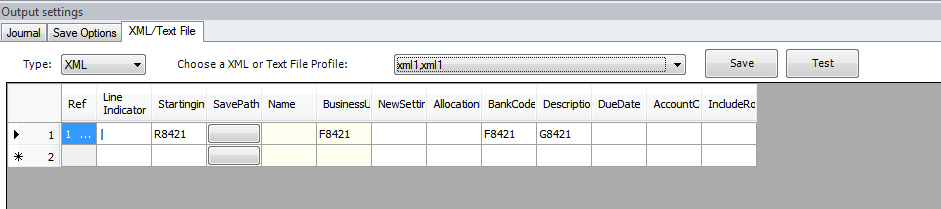 Output settings
Journal Save Options XML/Text File
Type: XML Choose a XML or Text File Profile: xml1,xml1 Save Test
Ref Line Indicator Startingin SavePath Name BusinessU NewSettin Allocation BankCode Descriptio DueDate AccountC IncludeRo
1 1 ... R8421 F8421 F8421 G8421
2